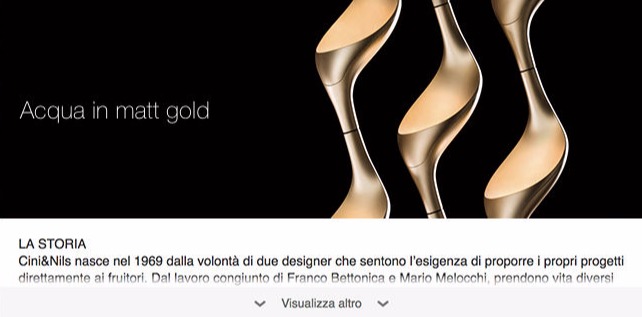 Acqua in matt gold
LA STORIA
Cini&Nils nasce nel 1969 dalla volontà di due designer che sentono l'esigenza di proporre i propri progetti
direttamente ai fruitori. Dal lavoro congiunto di Franco Bettonica e Mario Melocchi, prendono vita diversi
Visualizza altro